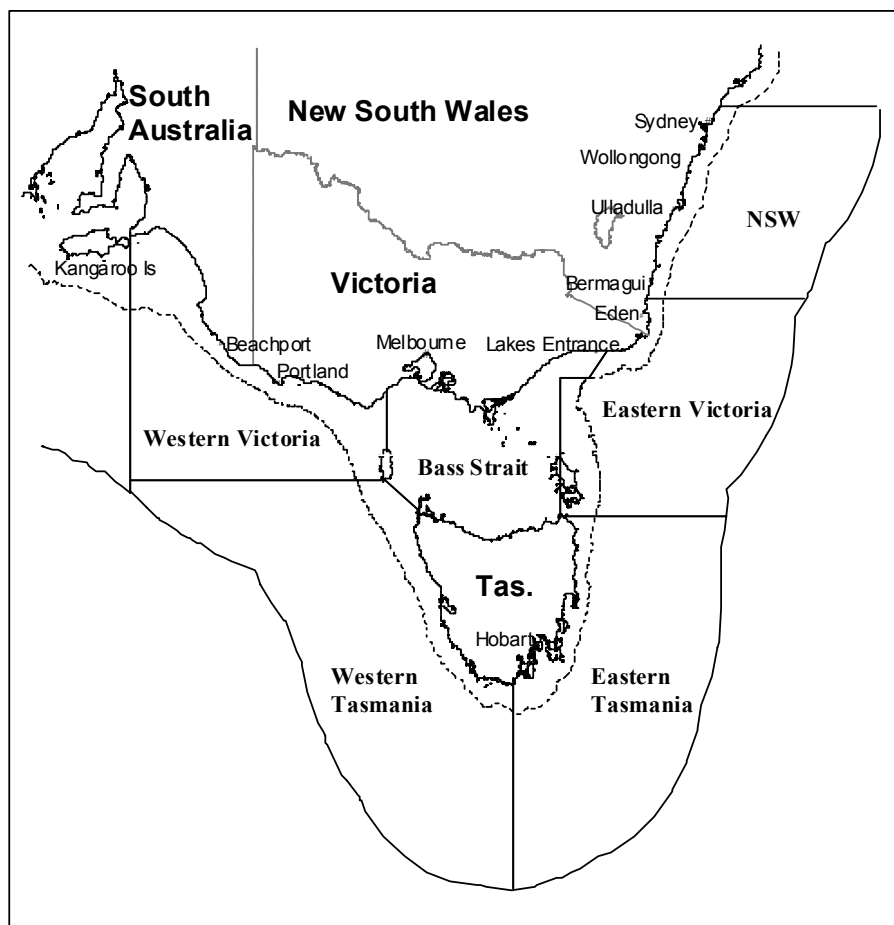 South
Australia
New South Wales
Sydney
Wollongong
Ulladulla
NSW
Kangaroo Is
Victoria
Bermagui
Eden
Beachport
Melbourne
Lakes Entrance
Portland
Eastern Victoria
Western Victoria
Bass Strait
Tas.
Hobart
Western
Tasmania
Eastern
Tasmania